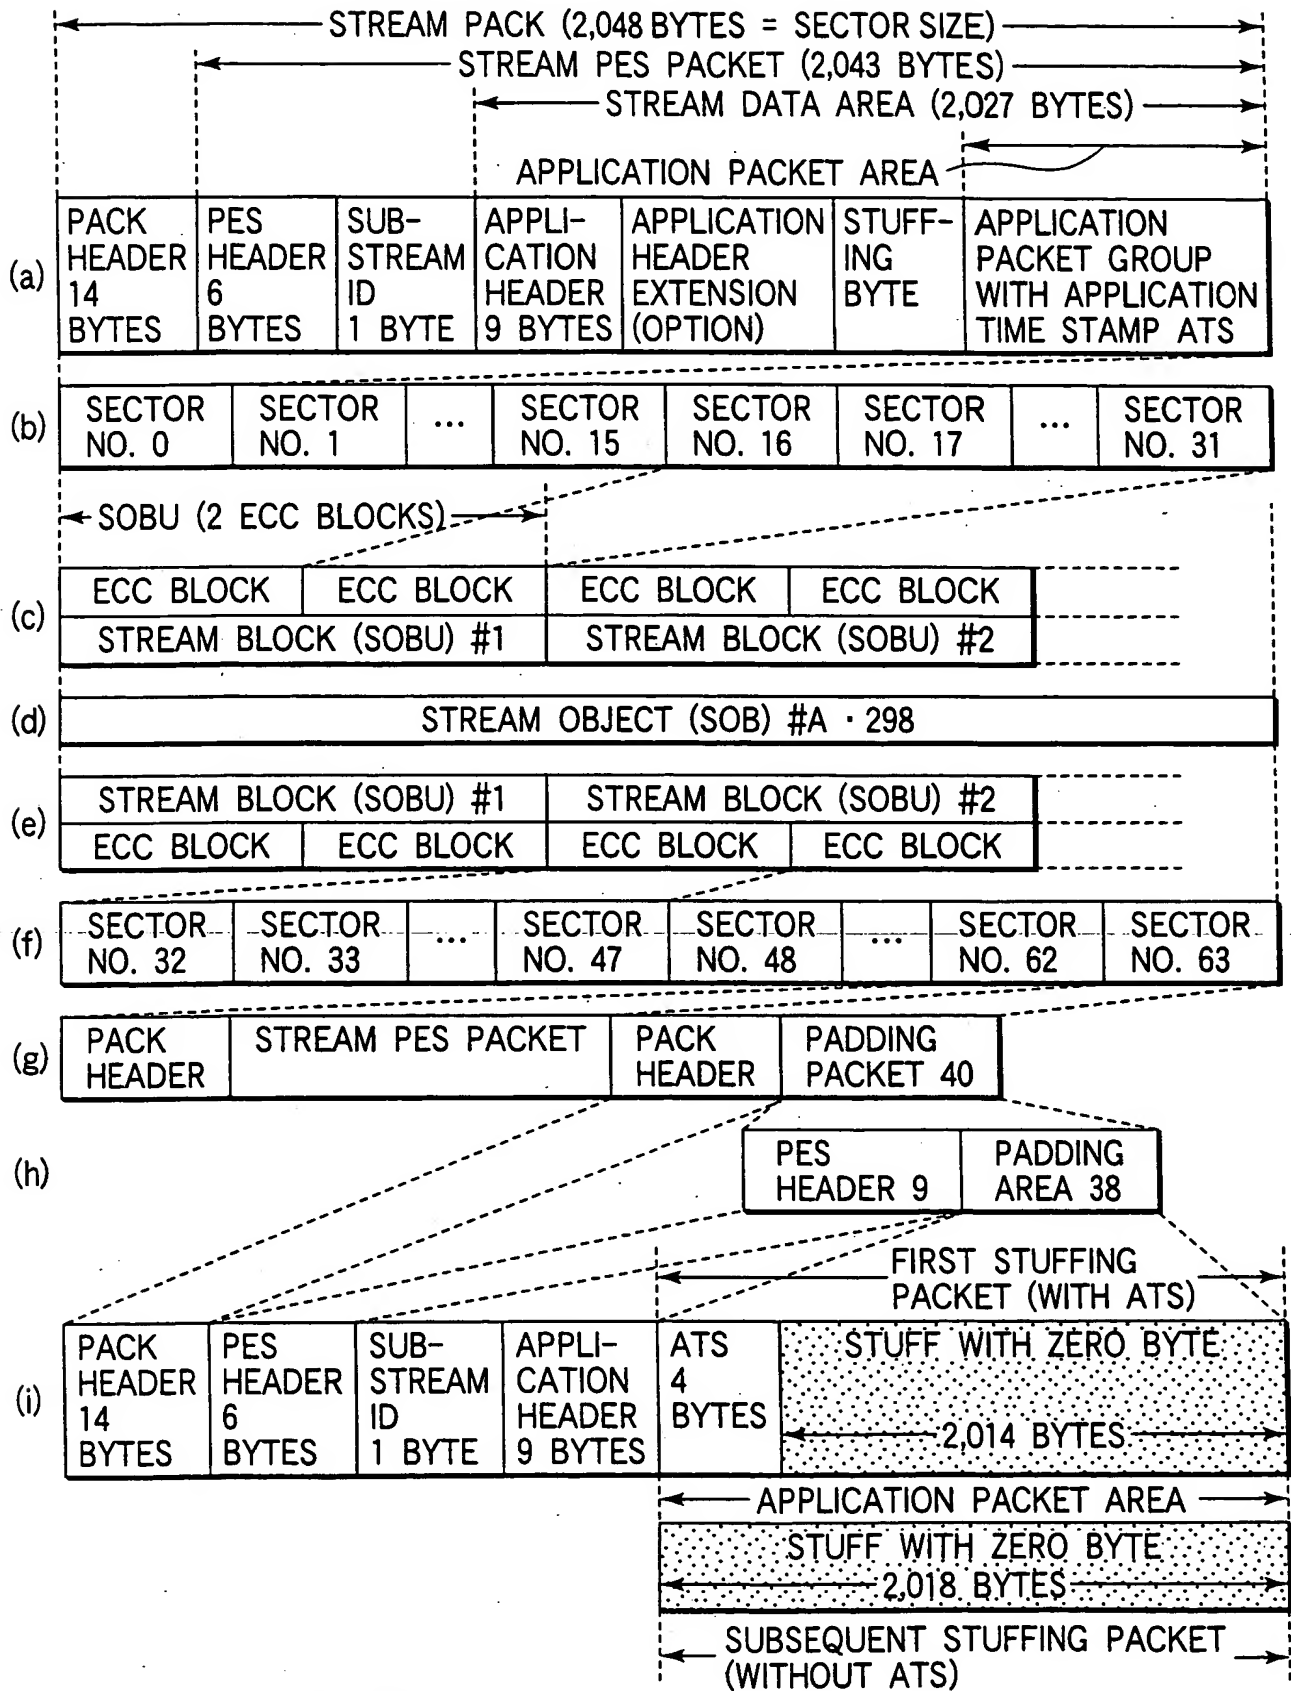 STREAM PACK (2,048 BYTES = SECTOR SIZE)
STREAM PES PACKET (2,043 BYTES)
STREAM DATA AREA (2,027 BYTES)
APPLICATION PACKET AREA
(a)
PACK HEADER 14 BYTES
PES HEADER 6 BYTES
SUB-STREAM ID 1 BYTE
APPLI-CATION HEADER 9 BYTES
APPLICATION HEADER EXTENSION (OPTION)
STUFF-ING BYTE
APPLICATION PACKET GROUP WITH APPLICATION TIME STAMP ATS
(b)
SECTOR NO. 0
SECTOR NO. 1
...
SECTOR NO. 15
SECTOR NO. 16
SECTOR NO. 17
...
SECTOR NO. 31
SOBU (2 ECC BLOCKS)
(c)
ECC BLOCK
ECC BLOCK
ECC BLOCK
ECC BLOCK
STREAM BLOCK (SOBU) #1
STREAM BLOCK (SOBU) #2
(d)
STREAM OBJECT (SOB) #A · 298
(e)
STREAM BLOCK (SOBU) #1
STREAM BLOCK (SOBU) #2
ECC BLOCK
ECC BLOCK
ECC BLOCK
ECC BLOCK
(f)
SECTOR NO. 32
SECTOR NO. 33
...
SECTOR NO. 47
SECTOR NO. 48
...
SECTOR NO. 62
SECTOR NO. 63
(g)
PACK HEADER
STREAM PES PACKET
PACK HEADER
PADDING PACKET 40
(h)
PES HEADER 9
PADDING AREA 38
FIRST STUFFING
PACKET (WITH ATS)
(i)
PACK HEADER 14 BYTES
PES HEADER 6 BYTES
SUB-STREAM ID 1 BYTE
APPLI-CATION HEADER 9 BYTES
ATS 4 BYTES
STUFF WITH ZERO BYTE
2,014 BYTES
APPLICATION PACKET AREA
STUFF WITH ZERO BYTE
2,018 BYTES
SUBSEQUENT STUFFING PACKET
(WITHOUT ATS)